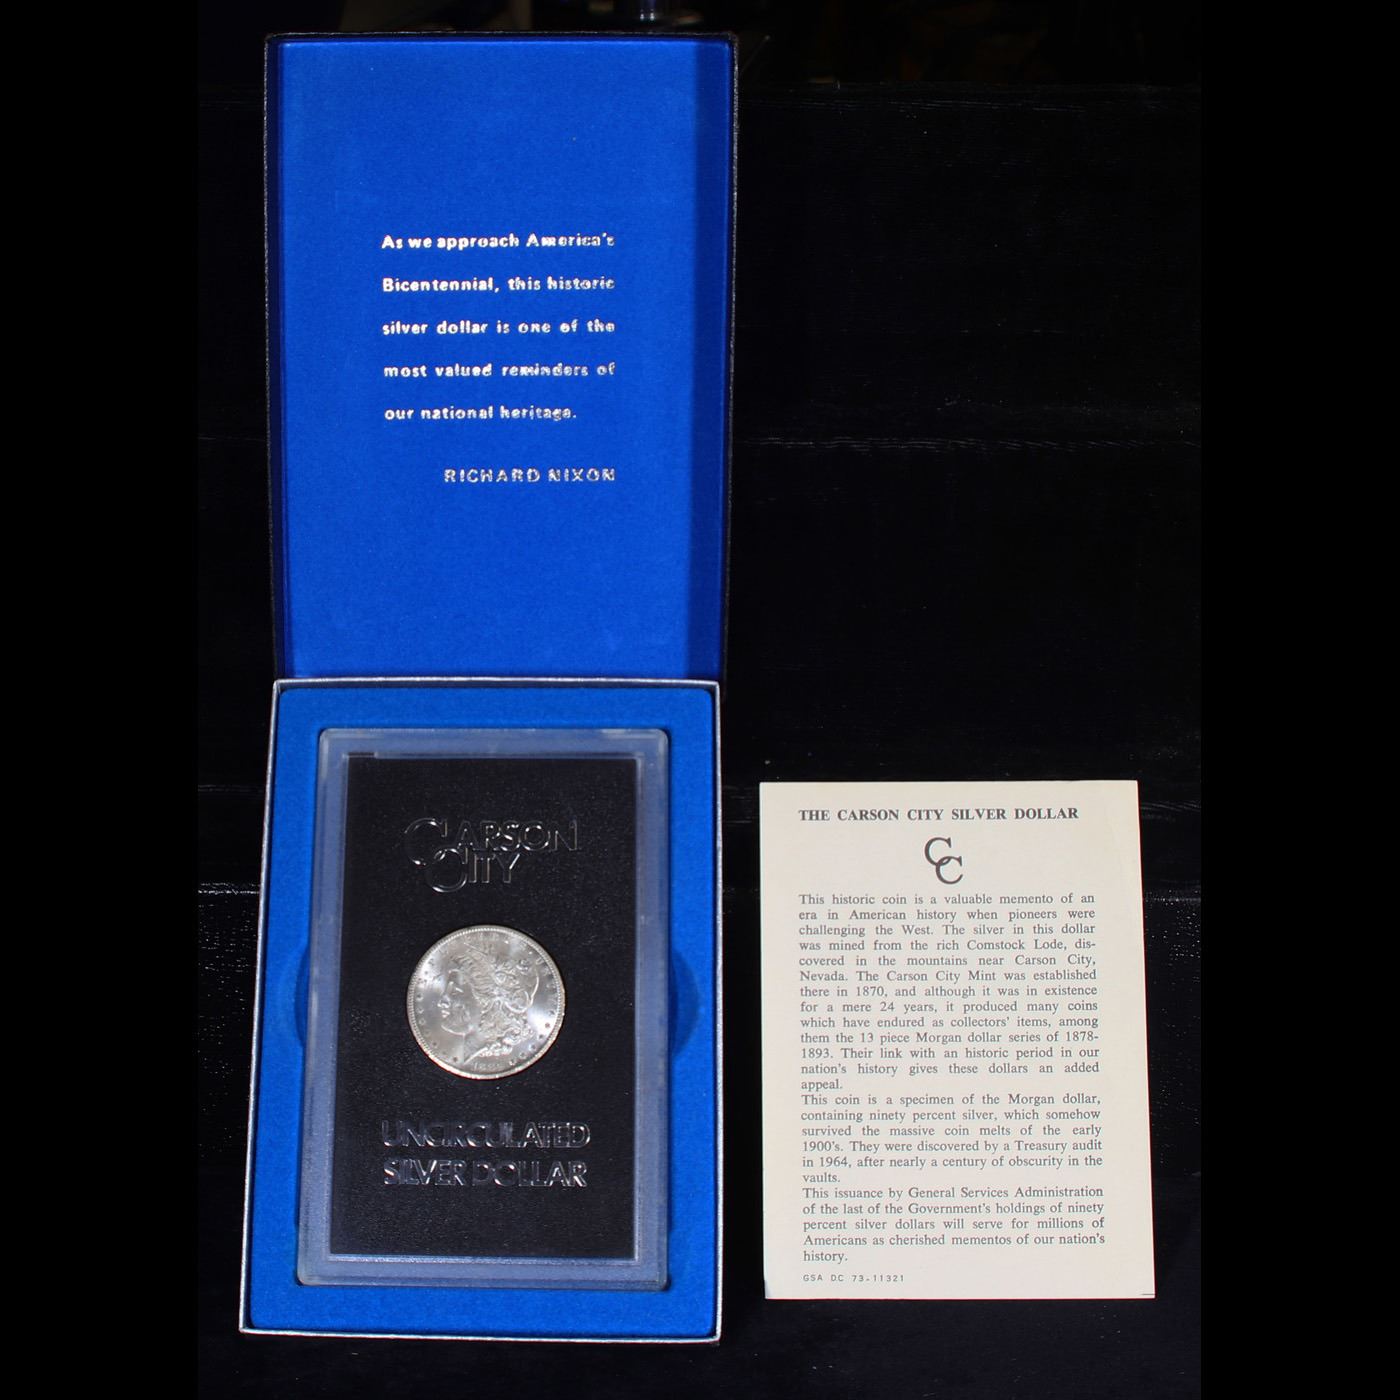 As we approach America's
Bicentennial, this historic
silver dollar is one of the
most valued reminders of
our national heritage.
RICHARD NIXON
CARSON
CITY
UNCIRCULATED
SILVER DOLLAR
THE CARSON CITY SILVER DOLLAR
CC
This historic coin is a valuable memento of an
era in American history when pioneers were
challenging the West. The silver in this dollar
was mined from the rich Comstock Lode, dis-
covered in the mountains near Carson City,
Nevada. The Carson City Mint was established
there in 1870, and although it was in existence
for a mere 24 years, it produced many coins
which have endured as collectors' items, among
them the 13 piece Morgan dollar series of 1878-
1893. Their link with an historic period in our
nation's history gives these dollars an added
appeal.
This coin is a specimen of the Morgan dollar,
containing ninety percent silver, which somehow
survived the massive coin melts of the early
1900's. They were discovered by a Treasury audit
in 1964, after nearly a century of obscurity in the
vaults.
This issuance by General Services Administration
of the last of the Government's holdings of ninety
percent silver dollars will serve for millions of
Americans as cherished mementos of our nation's
history.
GSA DC 73-11321